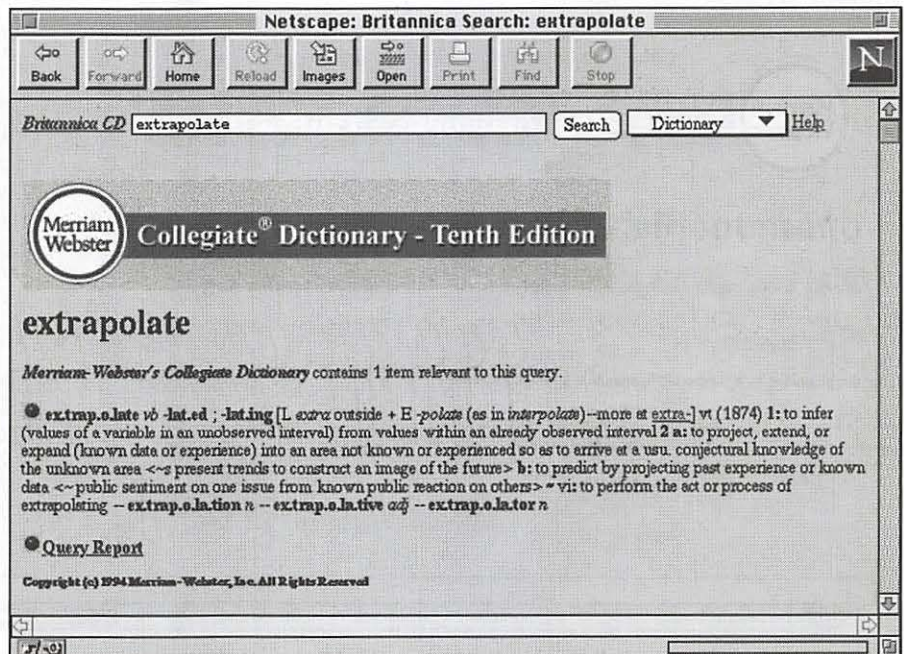 Netscape: Britannica Search: extrapolate
Back Forward Home Reload Images Open Print Find Stop N
Britannica CD extrapolate Search Dictionary Help
Merriam
Webster
Collegiate® Dictionary - Tenth Edition
extrapolate
Merriam-Webster's Collegiate Dictionary contains 1 item relevant to this query.
ex.trap.o.late vb -lat.ed ; -lat.ing [L extra outside + E -polate (as in interpolate)--more at extra-] vt (1874) 1: to infer
(values of a variable in an unobserved interval) from values within an already observed interval 2 a: to project, extend, or
expand (known data or experience) into an area not known or experienced so as to arrive at a usu. conjectural knowledge of
the unknown area <~s present trends to construct an image of the future> b: to predict by projecting past experience or known
data <~ public sentiment on one issue from known public reaction on others> ~ vi: to perform the act or process of
extrapolating -- ex.trap.o.la.tion n -- ex.trap.o.la.tive adj -- ex.trap.o.la.tor n
Query Report
Copyright (c) 1994 Merriam-Webster, Inc. All Rights Reserved